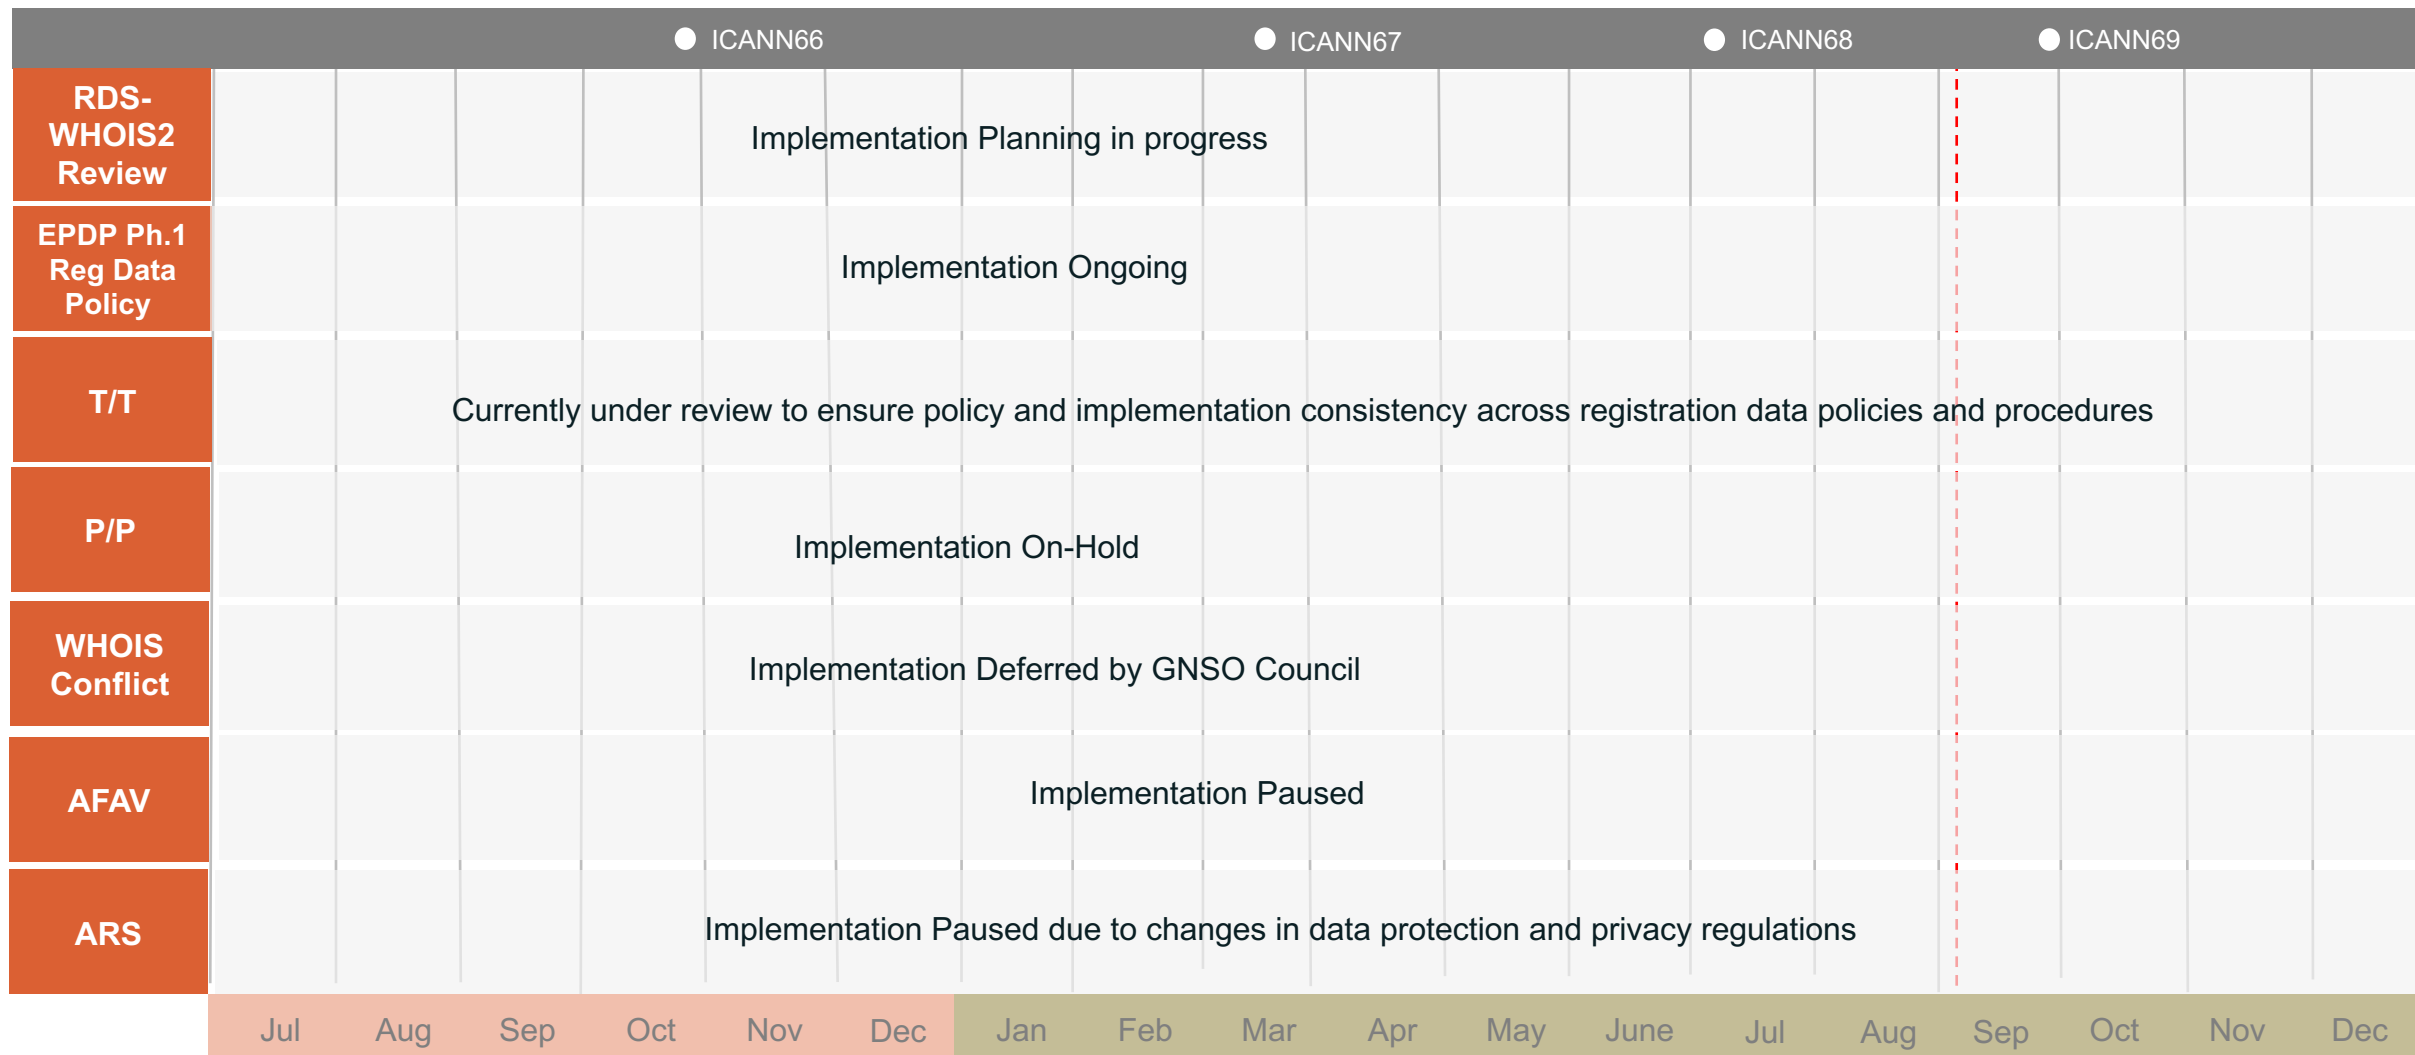 ICANN66 ICANN67 ICANN68 ICANN69
RDS-
WHOIS2
Review
Implementation Planning in progress
EPDP Ph.1
Reg Data
Policy
Implementation Ongoing
T/T
Currently under review to ensure policy and implementation consistency across registration data policies and procedures
P/P
Implementation On-Hold
WHOIS
Conflict
Implementation Deferred by GNSO Council
AFAV
Implementation Paused
ARS
Implementation Paused due to changes in data protection and privacy regulations
Jul Aug Sep Oct Nov Dec Jan Feb Mar Apr May June Jul Aug Sep Oct Nov Dec